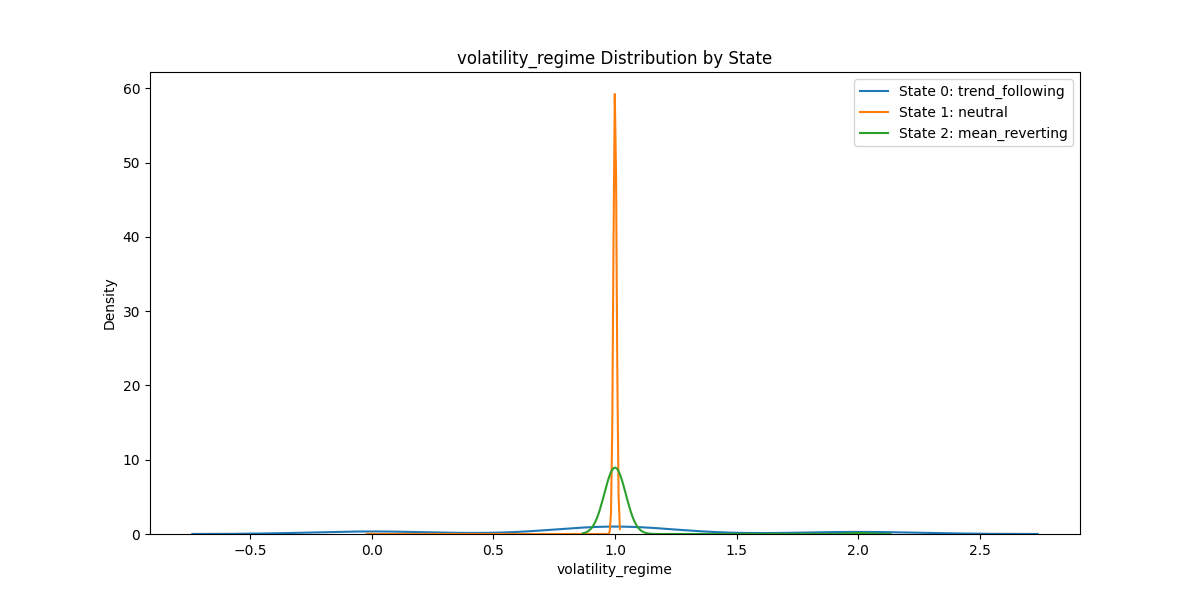 volatility_regime Distribution by State
State 0: trend_following
State 1: neutral
State 2: mean_reverting
Density
60
50
40
30
20
10
0
−0.5 0.0 0.5 1.0 1.5 2.0 2.5
volatility_regime